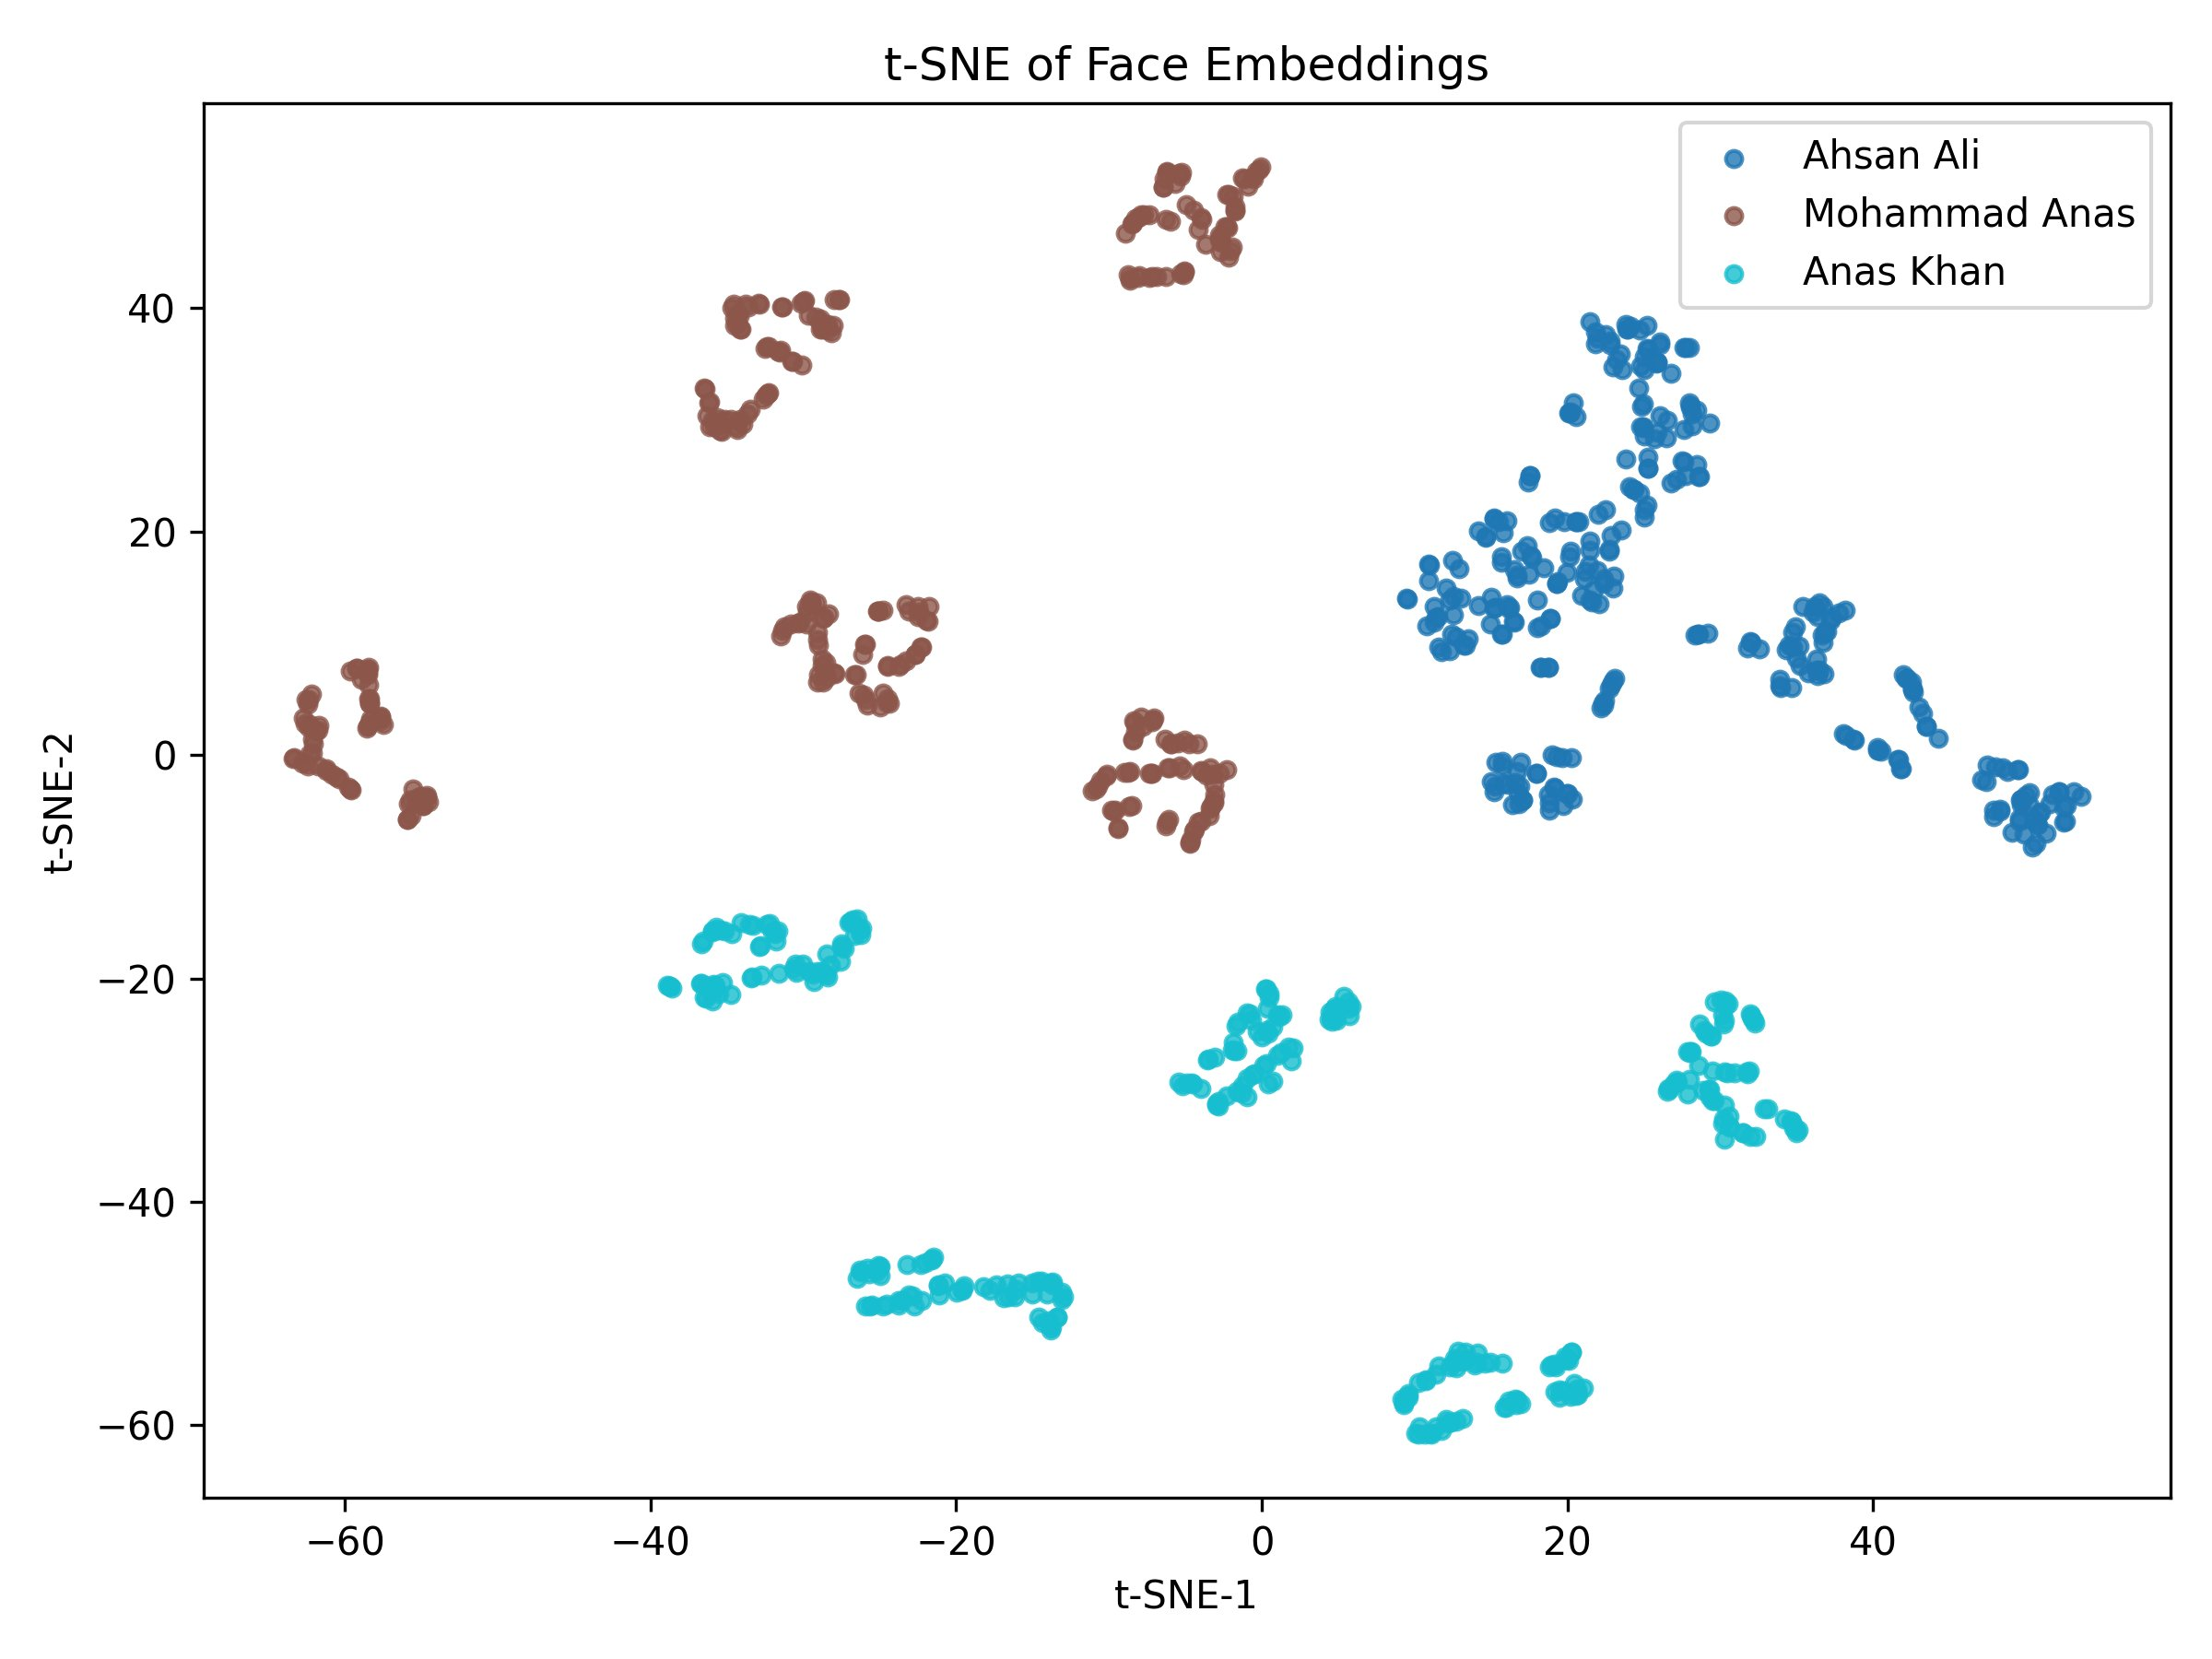 t-SNE of Face Embeddings
Ahsan Ali
Mohammad Anas
Anas Khan
t-SNE-2
40
20
0
−20
−40
−60
−60
−40
−20
0
20
40
t-SNE-1